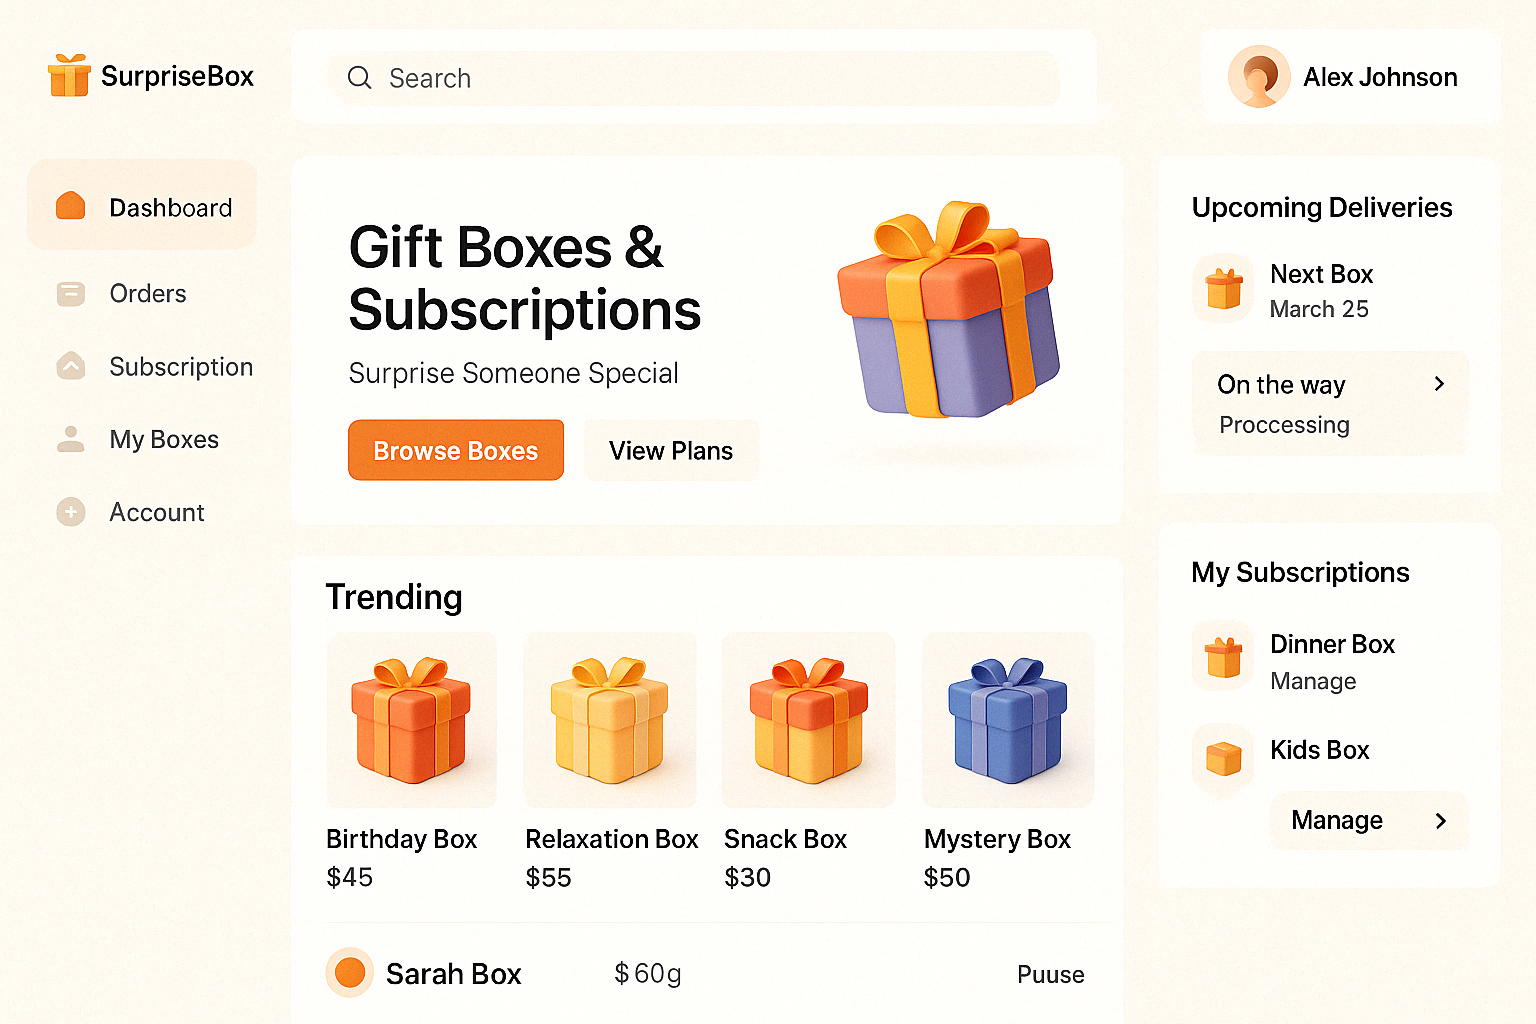 SurpriseBox
Search
Alex Johnson
Dashboard
Orders
Subscription
My Boxes
Account
Gift Boxes &
Subscriptions
Surprise Someone Special
Browse Boxes
View Plans
Trending
Birthday Box
$45
Relaxation Box
$55
Snack Box
$30
Mystery Box
$50
Sarah Box
$60g
Puuse
Upcoming Deliveries
Next Box
March 25
On the way
Proccessing
My Subscriptions
Dinner Box
Manage
Kids Box
Manage